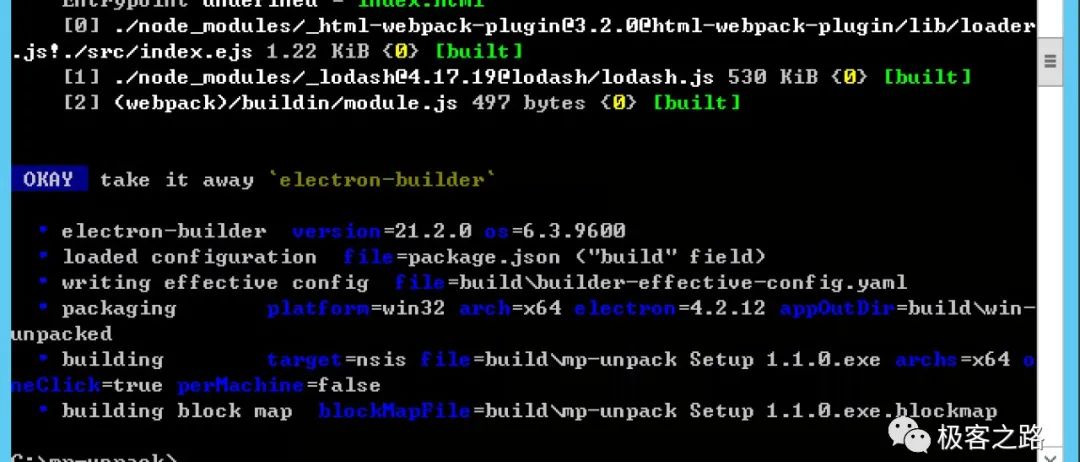 Entrypoint undefined = index.html
[0] ./node_modules/_html-webpack-plugin@3.2.0@html-webpack-plugin/lib/loader
.js!./src/index.ejs 1.22 KiB {0} [built]
[1] ./node_modules/_lodash@4.17.19@lodash/lodash.js 530 KiB {0} [built]
[2] (webpack)/buildin/module.js 497 bytes {0} [built]
OKAY take it away `electron-builder`
• electron-builder version=21.2.0 os=6.3.9600
• loaded configuration file=package.json ("build" field)
• writing effective config file=build\builder-effective-config.yaml
• packaging platform=win32 arch=x64 electron=4.2.12 appOutDir=build\win-
unpacked
• building target=nsis file=build\mp-unpack Setup 1.1.0.exe archs=x64 o
neClick=true perMachine=false
• building block map blockMapFile=build\mp-unpack Setup 1.1.0.exe.blockmap
极客之路
C:\mp-unpack>